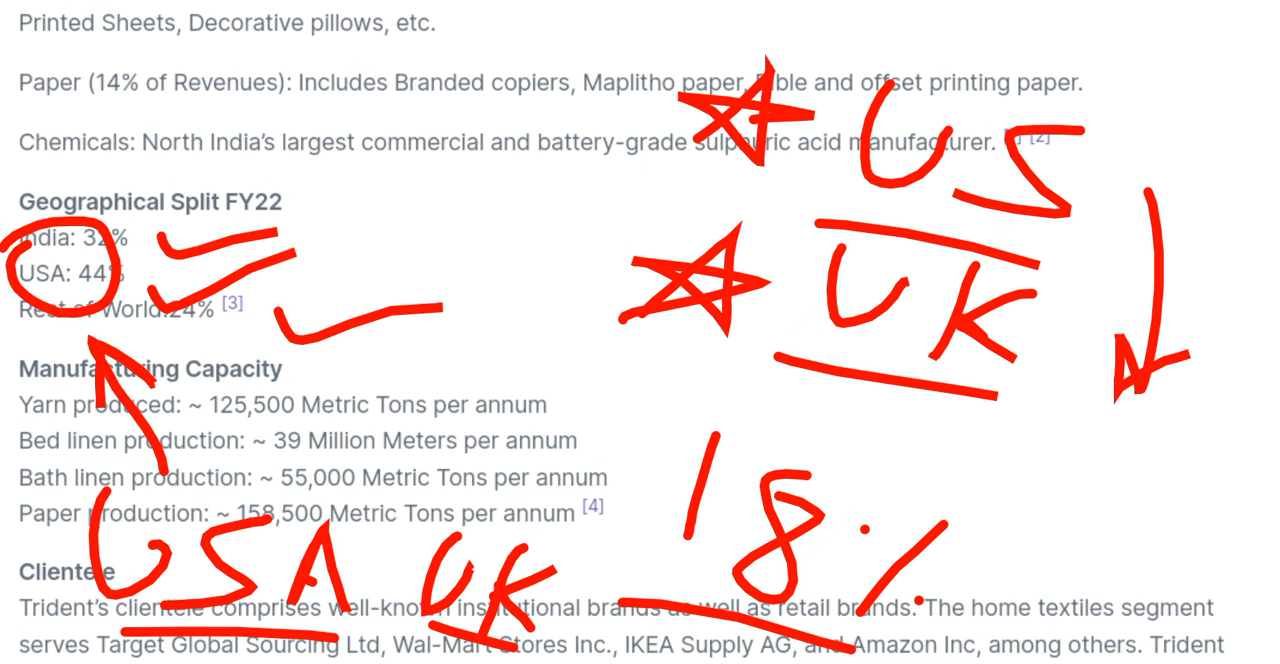 Printed Sheets, Decorative pillows, etc.
Paper (14% of Revenues): Includes Branded copiers, Maplitho paper, Bible and offset printing paper.
Chemicals: North India's largest commercial and battery-grade sulphuric acid manufacturer. [2]
US
Geographical Split FY22
India: 32%
USA: 44%
Rest of World:24% [3]
UK
Manufacturing Capacity
Yarn produced: ~ 125,500 Metric Tons per annum
Bed linen production: ~ 39 Million Meters per annum
Bath linen production: ~ 55,000 Metric Tons per annum
Paper production: ~ 158,500 Metric Tons per annum [4]
18%
USA UK
Clientele
Trident's clientele comprises well-known institutional brands as well as retail brands. The home textiles segment
serves Target Global Sourcing Ltd, Wal-Mart Stores Inc., IKEA Supply AG, and Amazon Inc, among others. Trident